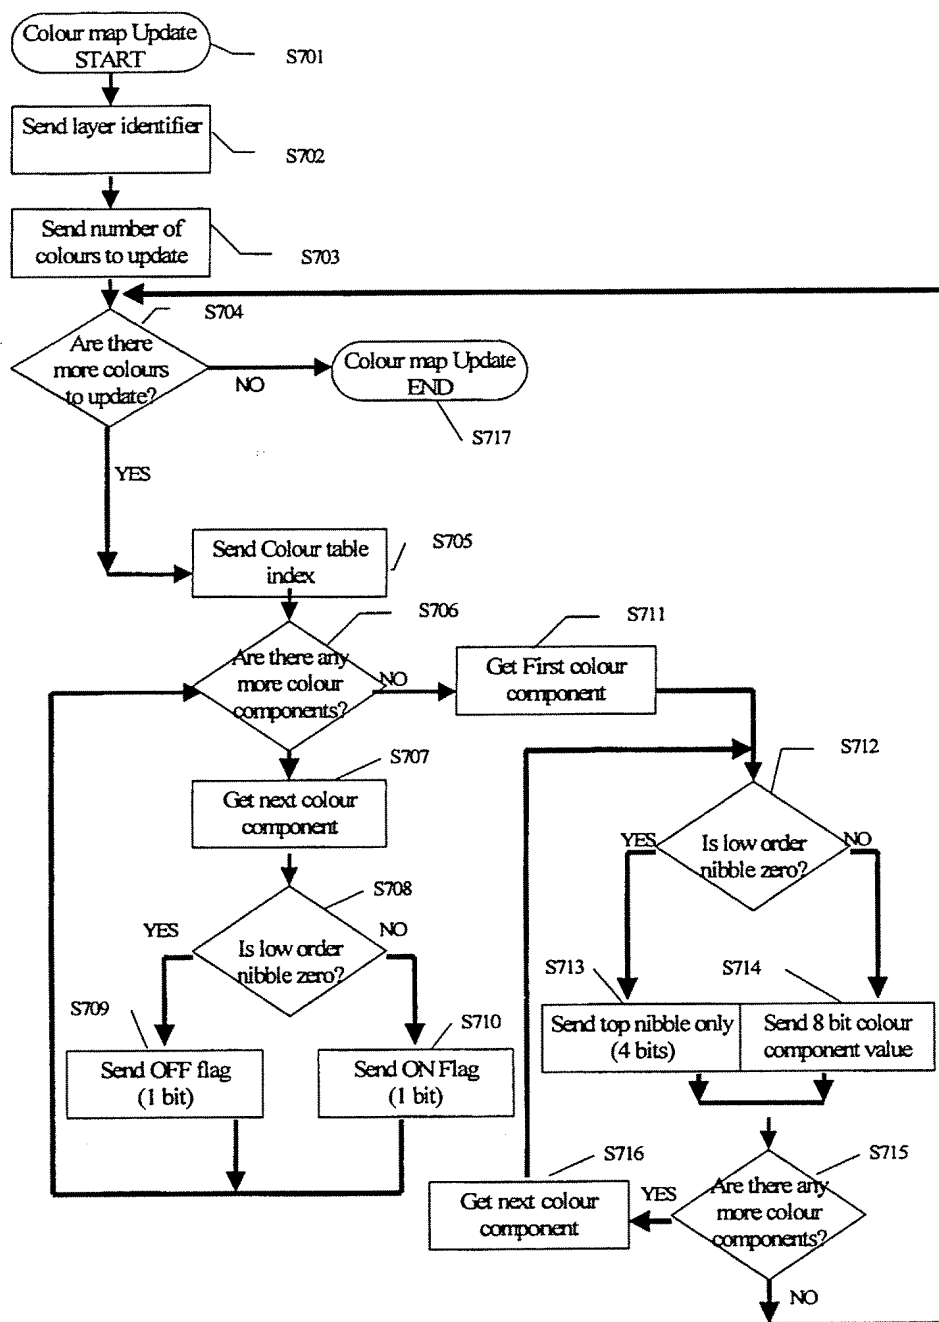 Colour map Update
START
S701
Send layer identifier
S702
Send number of
colours to update
S703
S704
Are there
more colours
to update?
NO
Colour map Update
END
S717
YES
Send Colour table
index
S705
S706
Are there any
more colour
components?
NO
S711
Get First colour
component
S707
Get next colour
component
S712
Is low order
nibble zero?
YES
NO
S708
Is low order
nibble zero?
YES
NO
S709
Send OFF flag
(1 bit)
S710
Send ON Flag
(1 bit)
S713
Send top nibble only
(4 bits)
S714
Send 8 bit colour
component value
S715
Are there any
more colour
components?
YES
S716
Get next colour
component
NO